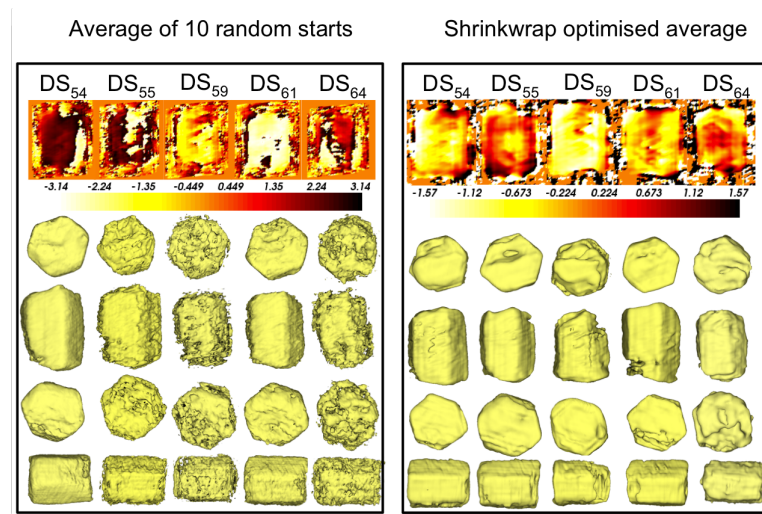 Average of 10 random starts
Shrinkwrap optimised average
DS54 DS55 DS59 DS61 DS64
DS54 DS55 DS59 DS61 DS64
-3.14 -2.24 -1.35 -0.449 0.449 1.35 2.24 3.14
-1.57 -1.12 -0.673 -0.224 0.224 0.673 1.12 1.57